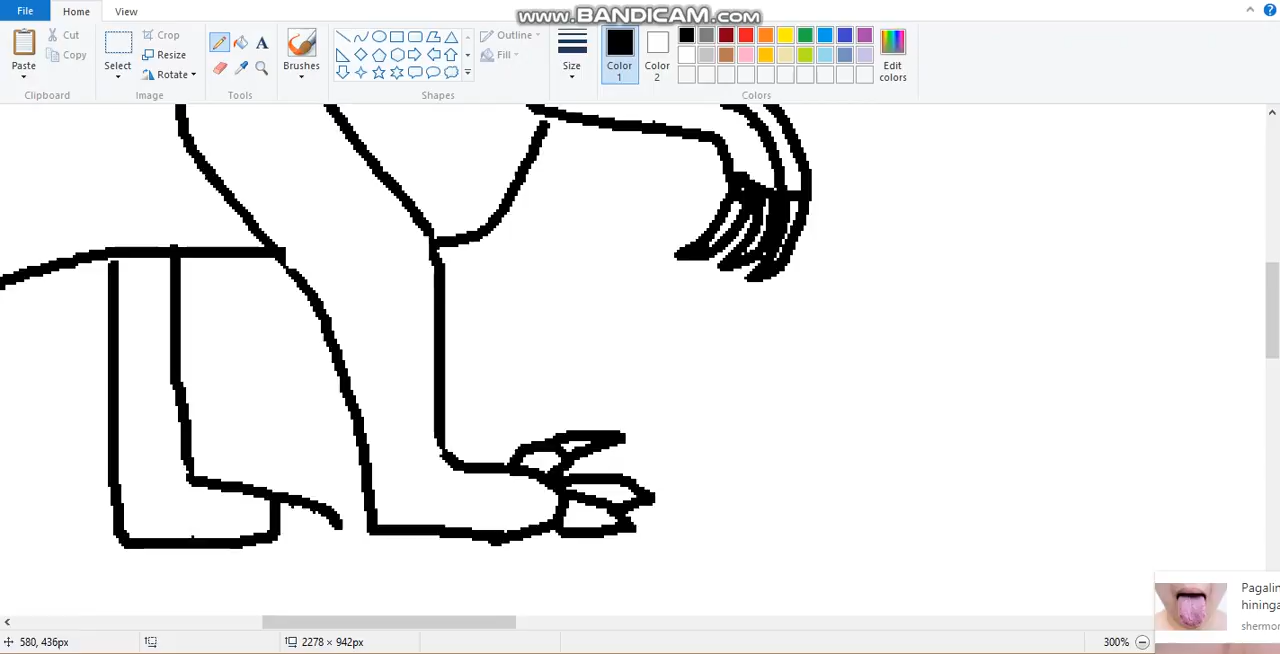 www.BANDICAM.com
File
Home
View
Paste
Cut
Copy
Clipboard
Select
Crop
Resize
Rotate
Image
Tools
Brushes
Shapes
Outline
Fill
Size
Color
1
Color
2
Edit
colors
Colors
Pagalin
hininga
shermor
580, 436px
2278 × 942px
300%